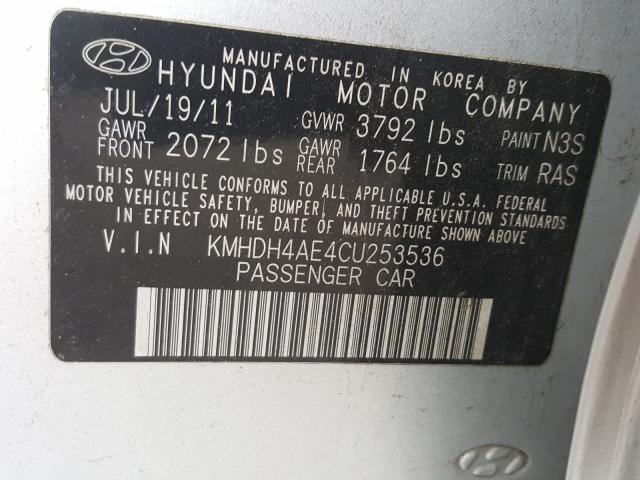 MANUFACTURED IN KOREA BY
HYUNDAI MOTOR COMPANY
JUL/19/11 GVWR 3792 lbs PAINT N3S
GAWR FRONT 2072 lbs GAWR REAR 1764 lbs TRIM RAS
THIS VEHICLE CONFORMS TO ALL APPLICABLE U.S.A. FEDERAL
MOTOR VEHICLE SAFETY, BUMPER, AND THEFT PREVENTION STANDARDS
IN EFFECT ON THE DATE OF MANUFACTURE SHOWN ABOVE
V.I.N KMHDH4AE4CU253536
PASSENGER CAR